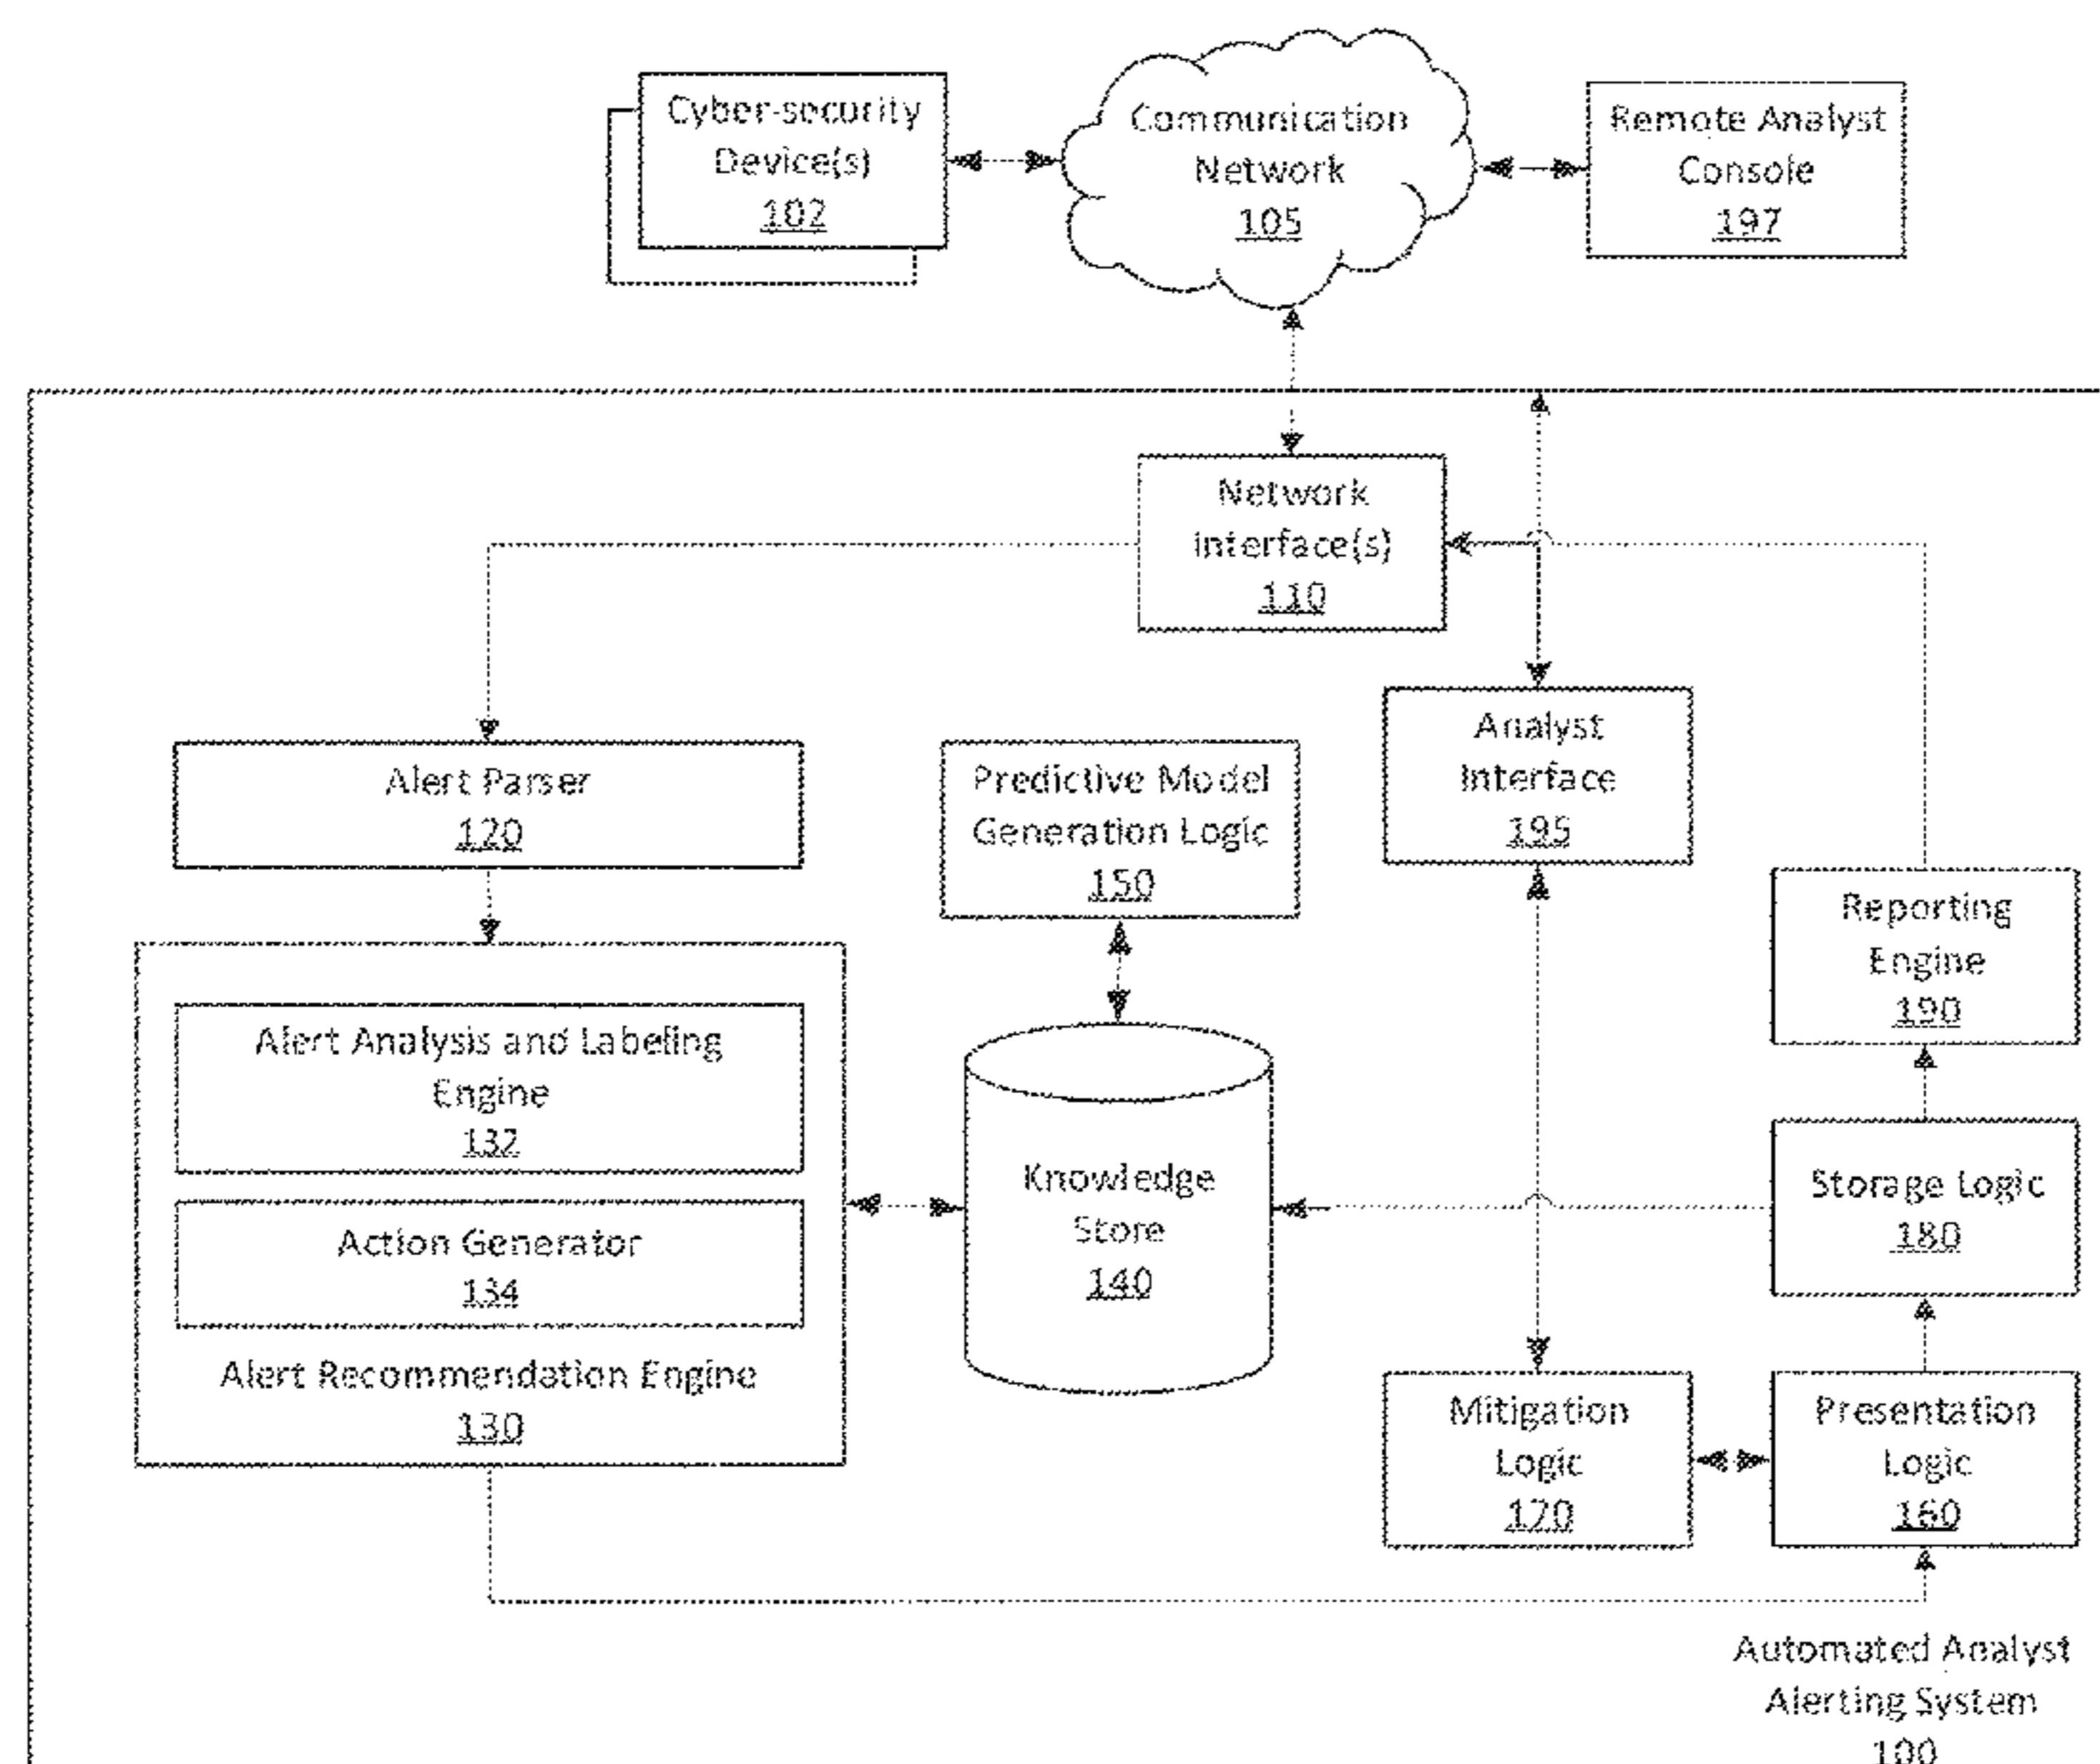 Cyber-security
Device(s)
102
Communication
Network
105
Remote Analyst
Console
197
Network
Interface(s)
110
Analyst
Interface
195
Alert Parser
120
Predictive Model
Generation Logic
150
Reporting
Engine
190
Alert Analysis and Labeling
Engine
132
Action Generator
134
Alert Recommendation Engine
130
Knowledge
Store
140
Storage Logic
180
Mitigation
Logic
170
Presentation
Logic
160
Automated Analyst
Alerting System
100